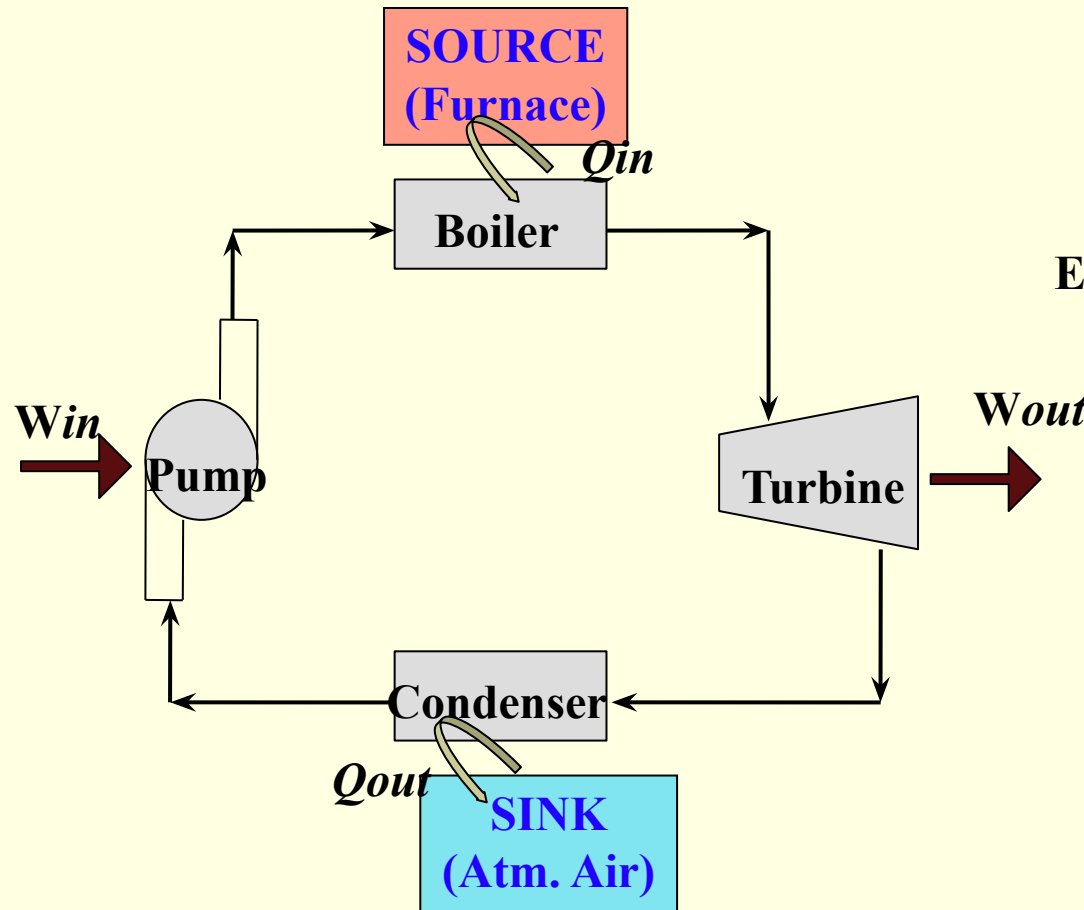 SOURCE
(Furnace)
Qin
Boiler
E
Win
Wout
Pump
Turbine
Condenser
Qout
SINK
(Atm. Air)